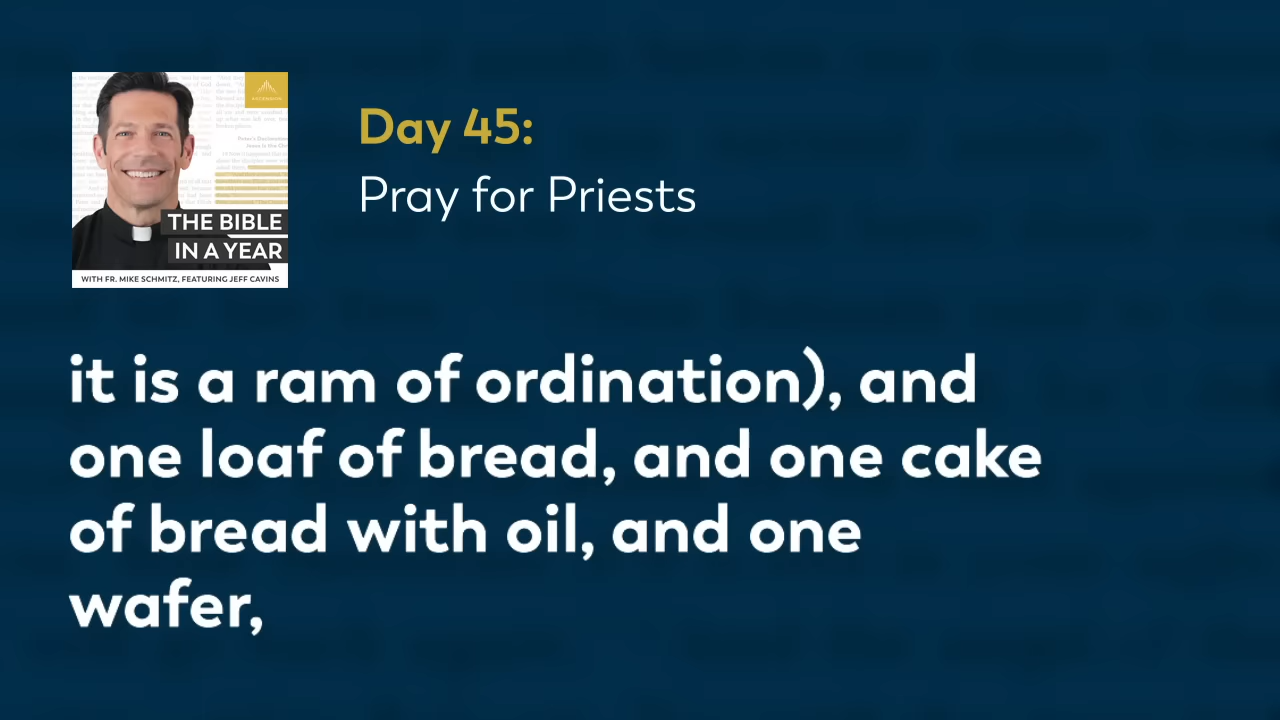 Day 45:
Pray for Priests
THE BIBLE
IN A YEAR
WITH FR. MIKE SCHMITZ, FEATURING JEFF CAVINS
it is a ram of ordination), and
one loaf of bread, and one cake
of bread with oil, and one
wafer,